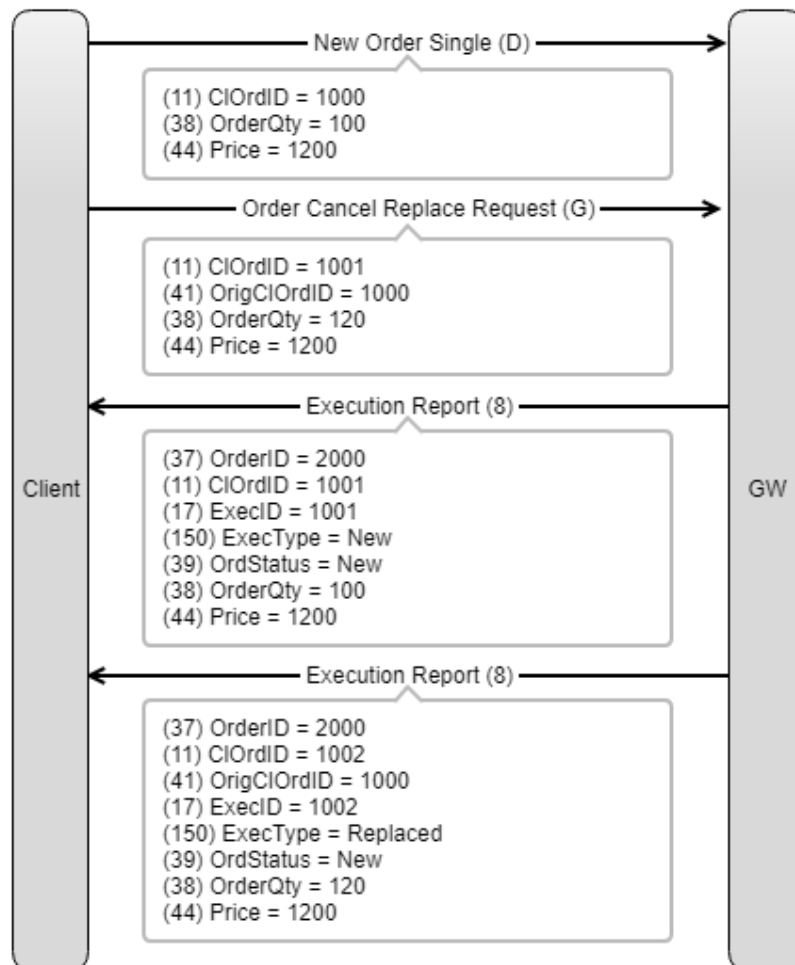 New Order Single (D)
(11) ClOrdID = 1000
(38) OrderQty = 100
(44) Price = 1200
Order Cancel Replace Request (G)
(11) ClOrdID = 1001
(41) OrigClOrdID = 1000
(38) OrderQty = 120
(44) Price = 1200
Execution Report (8)
(37) OrderID = 2000
(11) ClOrdID = 1001
(17) ExecID = 1001
(150) ExecType = New
(39) OrdStatus = New
(38) OrderQty = 100
(44) Price = 1200
Client
GW
Execution Report (8)
(37) OrderID = 2000
(11) ClOrdID = 1002
(41) OrigClOrdID = 1000
(17) ExecID = 1002
(150) ExecType = Replaced
(39) OrdStatus = New
(38) OrderQty = 120
(44) Price = 1200